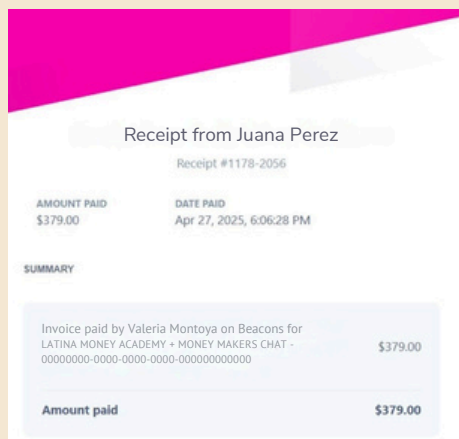 Receipt from Juana Perez
Receipt #1178-2056
AMOUNT PAID
$379.00
DATE PAID
Apr 27, 2025, 6:06:28 PM
SUMMARY
Invoice paid by Valeria Montoya on Beacons for
LATINA MONEY ACADEMY + MONEY MAKERS CHAT -
00000000-0000-0000-0000-000000000000
$379.00
Amount paid
$379.00